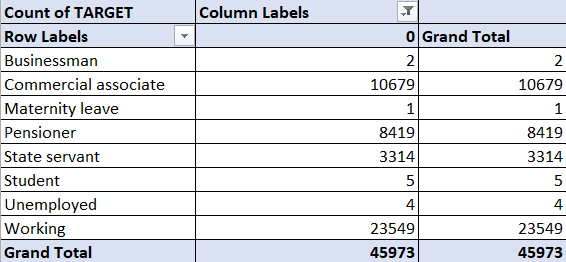 Count of TARGET Column Labels
Row Labels 0 Grand Total
Businessman 2 2
Commercial associate 10679 10679
Maternity leave 1 1
Pensioner 8419 8419
State servant 3314 3314
Student 5 5
Unemployed 4 4
Working 23549 23549
Grand Total 45973 45973